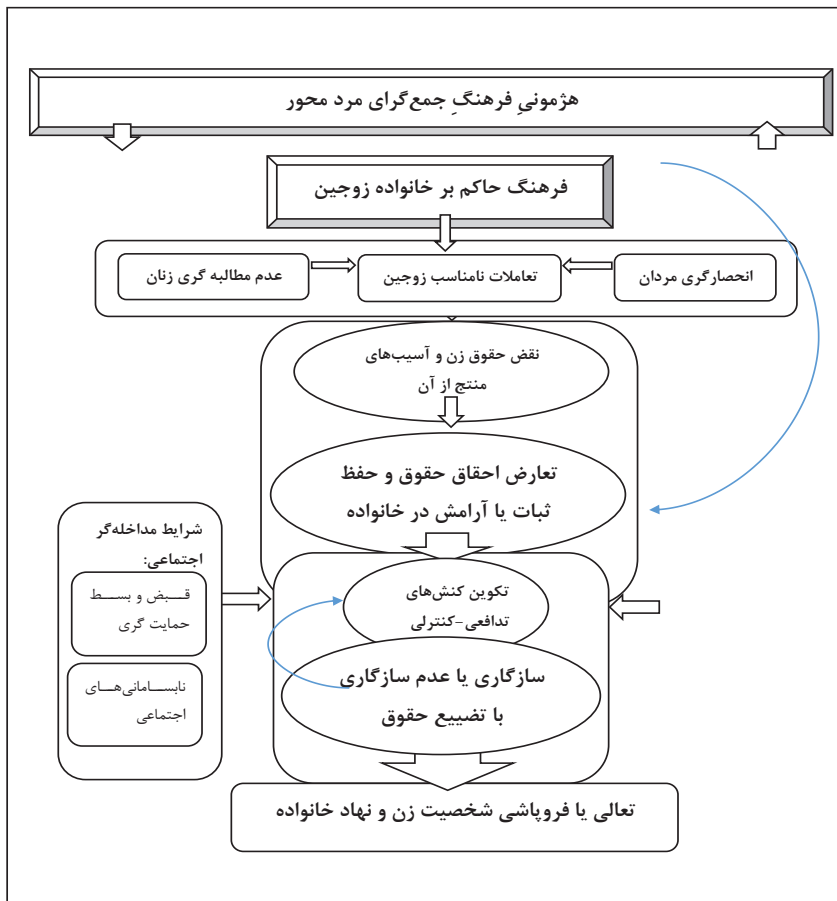 هژمونیِ فرهنگِ جمع‌گرای مرد محور
فرهنگ حاکم بر خانواده زوجین
انحصارگری مردان
تعاملات نامناسب زوجین
عدم مطالبه گری زنان
نقض حقوق زن و آسیب‌های
منتج از آن
تعارض احقاق حقوق و حفظ
ثبات یا آرامش در خانواده
شرایط مداخله‌گر
اجتماعی:
قبض و بسط
حمایت گری
نابسامانی‌های
اجتماعی
تکوین کنش‌های
تدافعی-کنترلی
سازگاری یا عدم سازگاری
با تضییع حقوق
تعالی یا فروپاشی شخصیت زن و نهاد خانواده